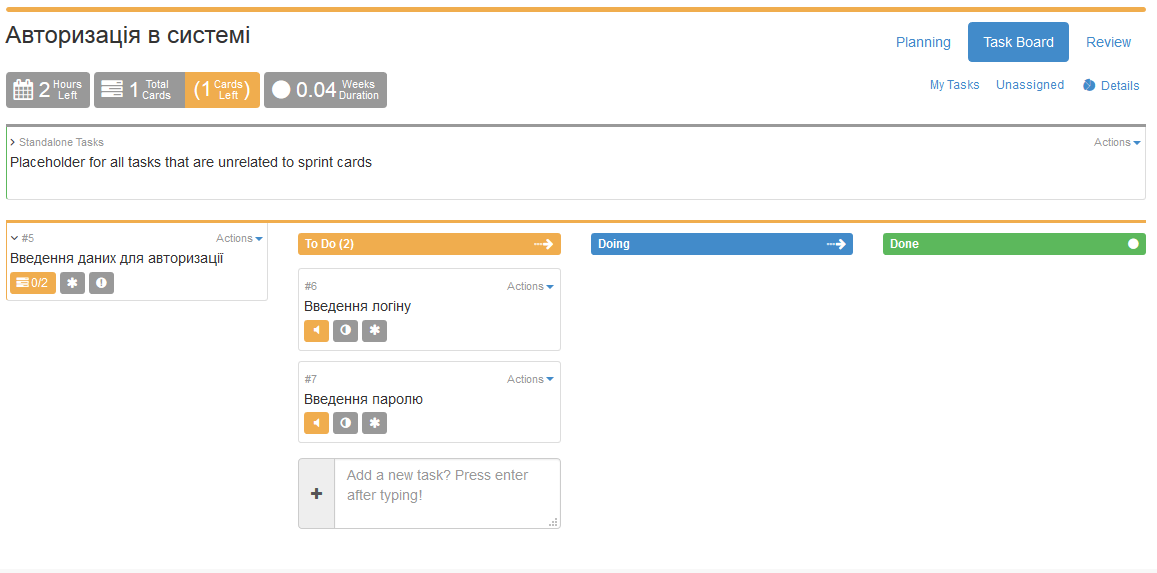 Авторизація в системі
Planning
Task Board
Review
2 Hours Left
1 Total Cards
(1 Cards Left)
0.04 Weeks Duration
My Tasks
Unassigned
Details
Standalone Tasks
Actions
Placeholder for all tasks that are unrelated to sprint cards
#5
Actions
Введення даних для авторизації
0/2
To Do (2)
Doing
Done
#6
Actions
Введення логіну
#7
Actions
Введення паролю
Add a new task? Press enter
after typing!